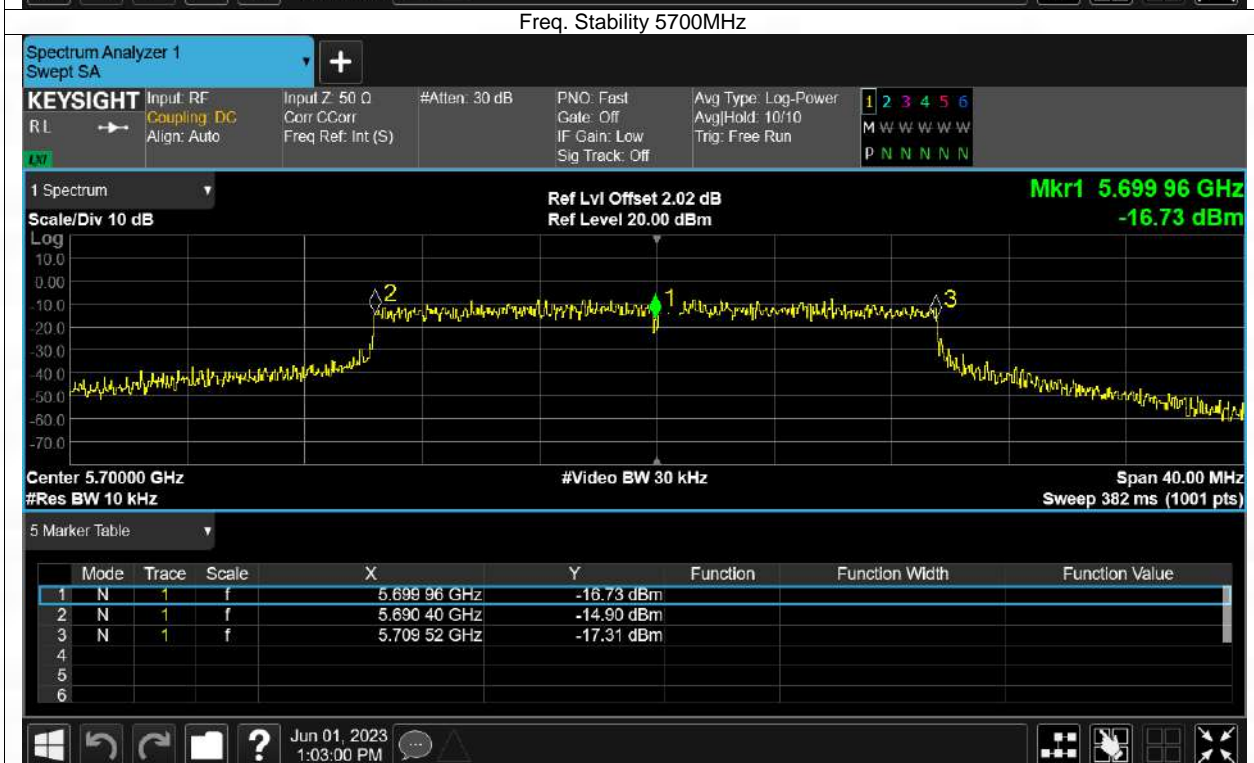 Freq. Stability 5700MHz
Spectrum Analyzer 1
Swept SA
+
KEYSIGHT Input: RF Input Z: 50 Ω #Atten: 30 dB PNO: Fast Avg Type: Log-Power 1 2 3 4 5 6
RL Coupling: DC Corr CCorr Gate: Off Avg|Hold: 10/10 M W W W W W
Align: Auto Freq Ref: Int (S) IF Gain: Low Trig: Free Run
LXI Sig Track: Off P N N N N N
1 Spectrum Ref Lvl Offset 2.02 dB Mkr1 5.699 96 GHz
Scale/Div 10 dB Ref Level 20.00 dBm -16.73 dBm
Log
10.0
0.00
2 1 3
-10.0
-20.0
-30.0
-40.0
-50.0
-60.0
-70.0
Center 5.70000 GHz #Video BW 30 kHz Span 40.00 MHz
#Res BW 10 kHz Sweep 382 ms (1001 pts)
5 Marker Table
Mode Trace Scale X Y Function Function Width Function Value
1 N 1 f 5.699 96 GHz -16.73 dBm
2 N 1 f 5.690 40 GHz -14.90 dBm
3 N 1 f 5.709 52 GHz -17.31 dBm
4
5
6
? Jun 01, 2023
1:03:00 PM